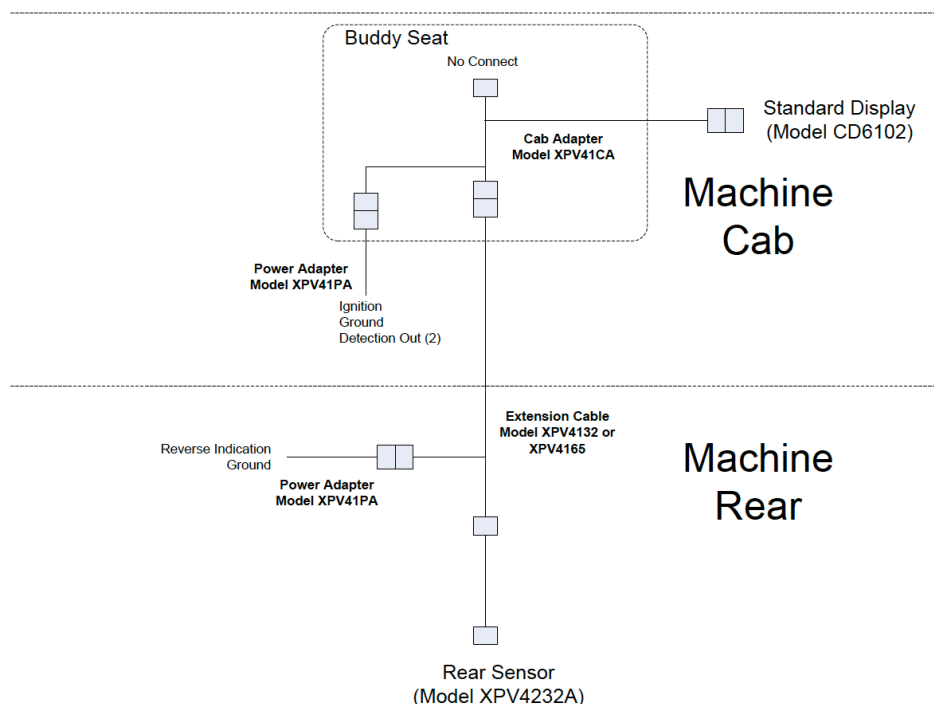 Buddy Seat
No Connect
Standard Display
(Model CD6102)
Cab Adapter
Model XPV41CA
Machine
Cab
Power Adapter
Model XPV41PA
Ignition
Ground
Detection Out (2)
Extension Cable
Model XPV4132 or
XPV4165
Reverse Indication
Ground
Power Adapter
Model XPV41PA
Machine
Rear
Rear Sensor
(Model XPV4232A)